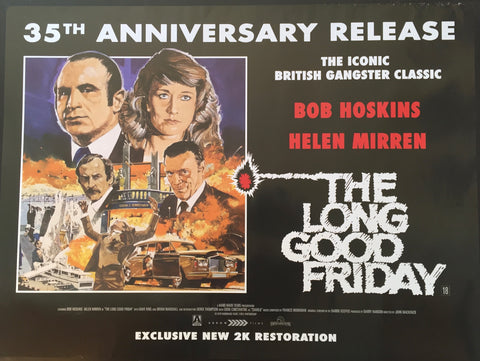 35TH ANNIVERSARY RELEASE
THE ICONIC
BRITISH GANGSTER CLASSIC
BOB HOSKINS
HELEN MIRREN
THE
LONG
GOOD
FRIDAY
18
EXCLUSIVE NEW 2K RESTORATION